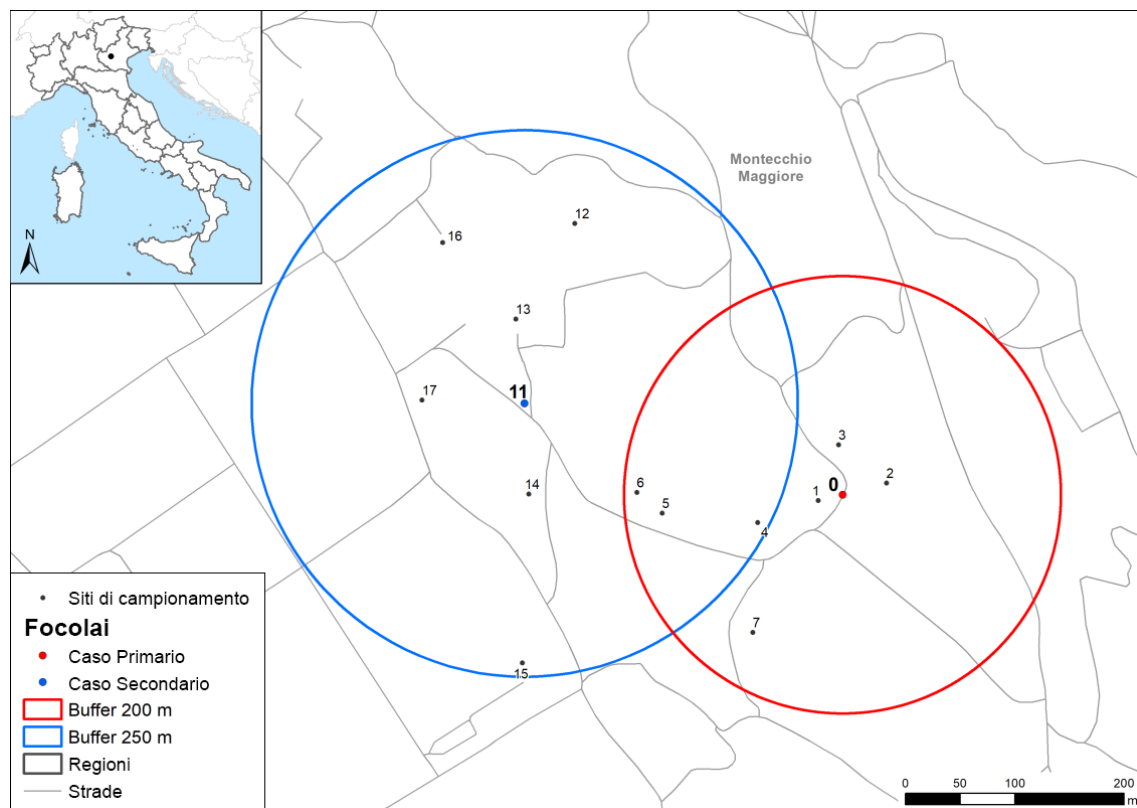 N
Montecchio
Maggiore
12
16
13
17
11
14
6
5
4
3
2
1
0
7
15
Siti di campionamento
Focolai
Caso Primario
Caso Secondario
Buffer 200 m
Buffer 250 m
Regioni
Strade
0 50 100 200
m